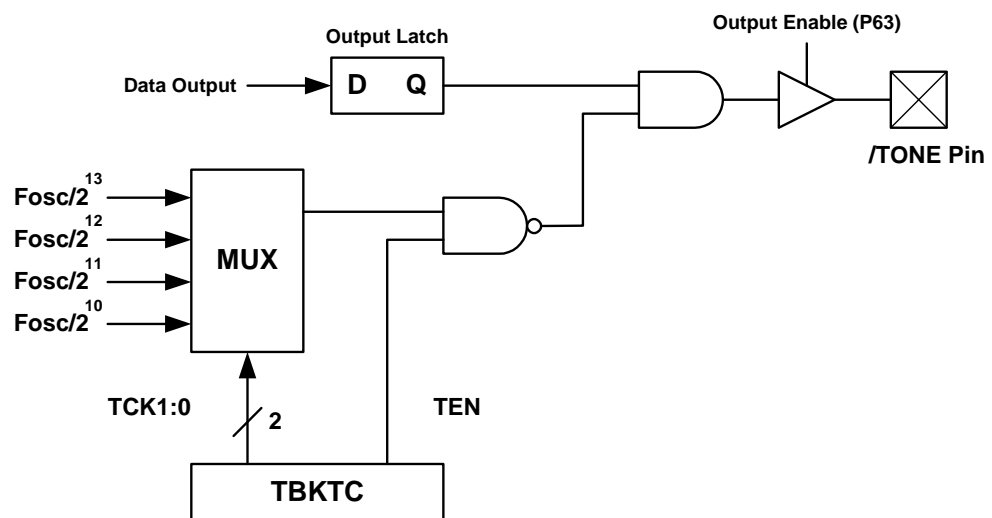 Output Enable (P63)
Output Latch
Data Output
D Q
/TONE Pin
Fosc/2^13
Fosc/2^12
Fosc/2^11
Fosc/2^10
MUX
TCK1:0
2
TEN
TBKTC